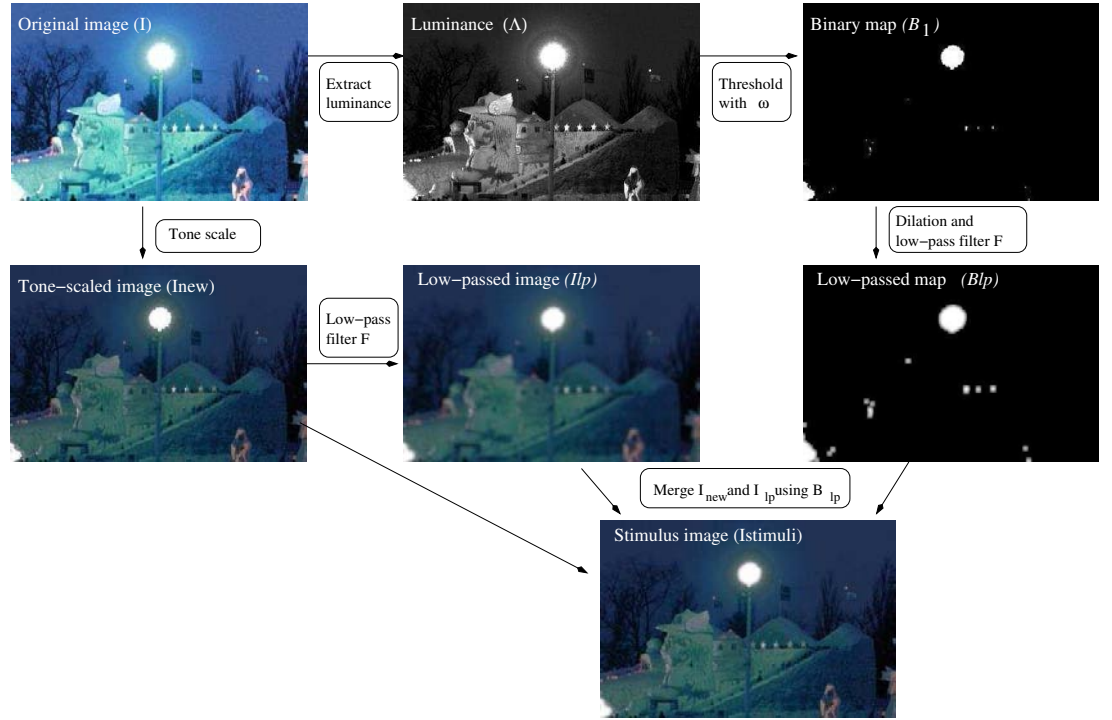 Original image (I)
Luminance (Λ)
Binary map (B1)
Extract
luminance
Threshold
with ω
Tone scale
Dilation and
low-pass filter F
Tone-scaled image (Inew)
Low-passed image (Ilp)
Low-passed map (Blp)
Low-pass
filter F
Merge Inew and Ilp using Blp
Stimulus image (Istimuli)